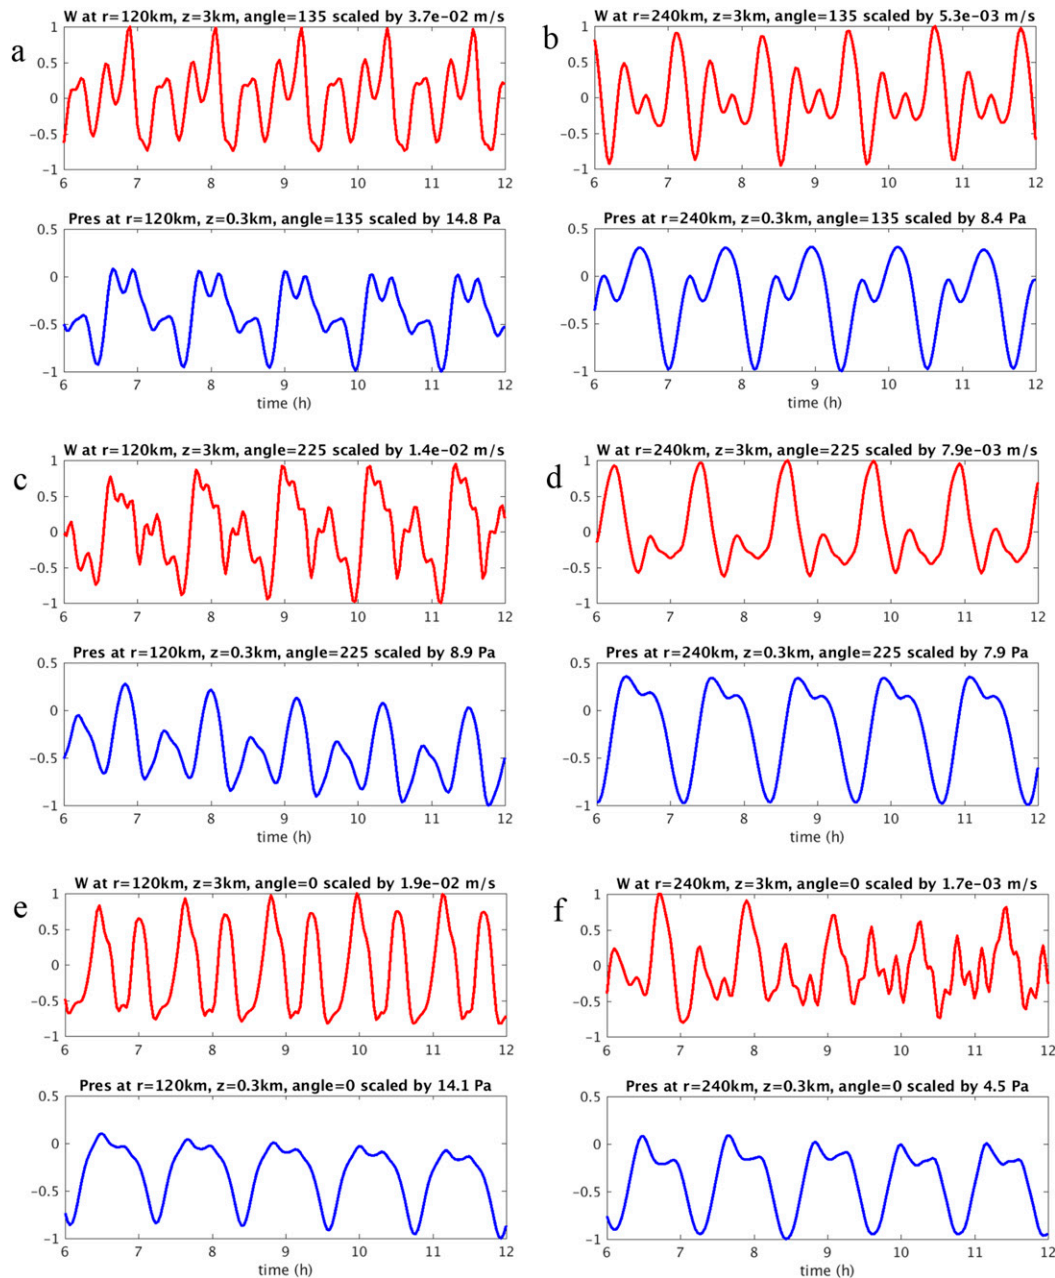 a
W at r=120km, z=3km, angle=135 scaled by 3.7e-02 m/s
1
0.5
0
−0.5
−1
6 7 8 9 10 11 12
Pres at r=120km, z=0.3km, angle=135 scaled by 14.8 Pa
0.5
0
−0.5
−1
6 7 8 9 10 11 12
time (h)
b
W at r=240km, z=3km, angle=135 scaled by 5.3e−03 m/s
1
0.5
0
−0.5
−1
6 7 8 9 10 11 12
Pres at r=240km, z=0.3km, angle=135 scaled by 8.4 Pa
0.5
0
−0.5
−1
6 7 8 9 10 11 12
time (h)
c
W at r=120km, z=3km, angle=225 scaled by 1.4e−02 m/s
1
0.5
0
−0.5
−1
6 7 8 9 10 11 12
Pres at r=120km, z=0.3km, angle=225 scaled by 8.9 Pa
0.5
0
−0.5
−1
6 7 8 9 10 11 12
time (h)
d
W at r=240km, z=3km, angle=225 scaled by 7.9e−03 m/s
1
0.5
0
−0.5
−1
6 7 8 9 10 11 12
Pres at r=240km, z=0.3km, angle=225 scaled by 7.9 Pa
0.5
0
−0.5
−1
6 7 8 9 10 11 12
time (h)
e
W at r=120km, z=3km, angle=0 scaled by 1.9e−02 m/s
1
0.5
0
−0.5
−1
6 7 8 9 10 11 12
Pres at r=120km, z=0.3km, angle=0 scaled by 14.1 Pa
0.5
0
−0.5
−1
6 7 8 9 10 11 12
time (h)
f
W at r=240km, z=3km, angle=0 scaled by 1.7e−03 m/s
1
0.5
0
−0.5
−1
6 7 8 9 10 11 12
Pres at r=240km, z=0.3km, angle=0 scaled by 4.5 Pa
0.5
0
−0.5
−1
6 7 8 9 10 11 12
time (h)